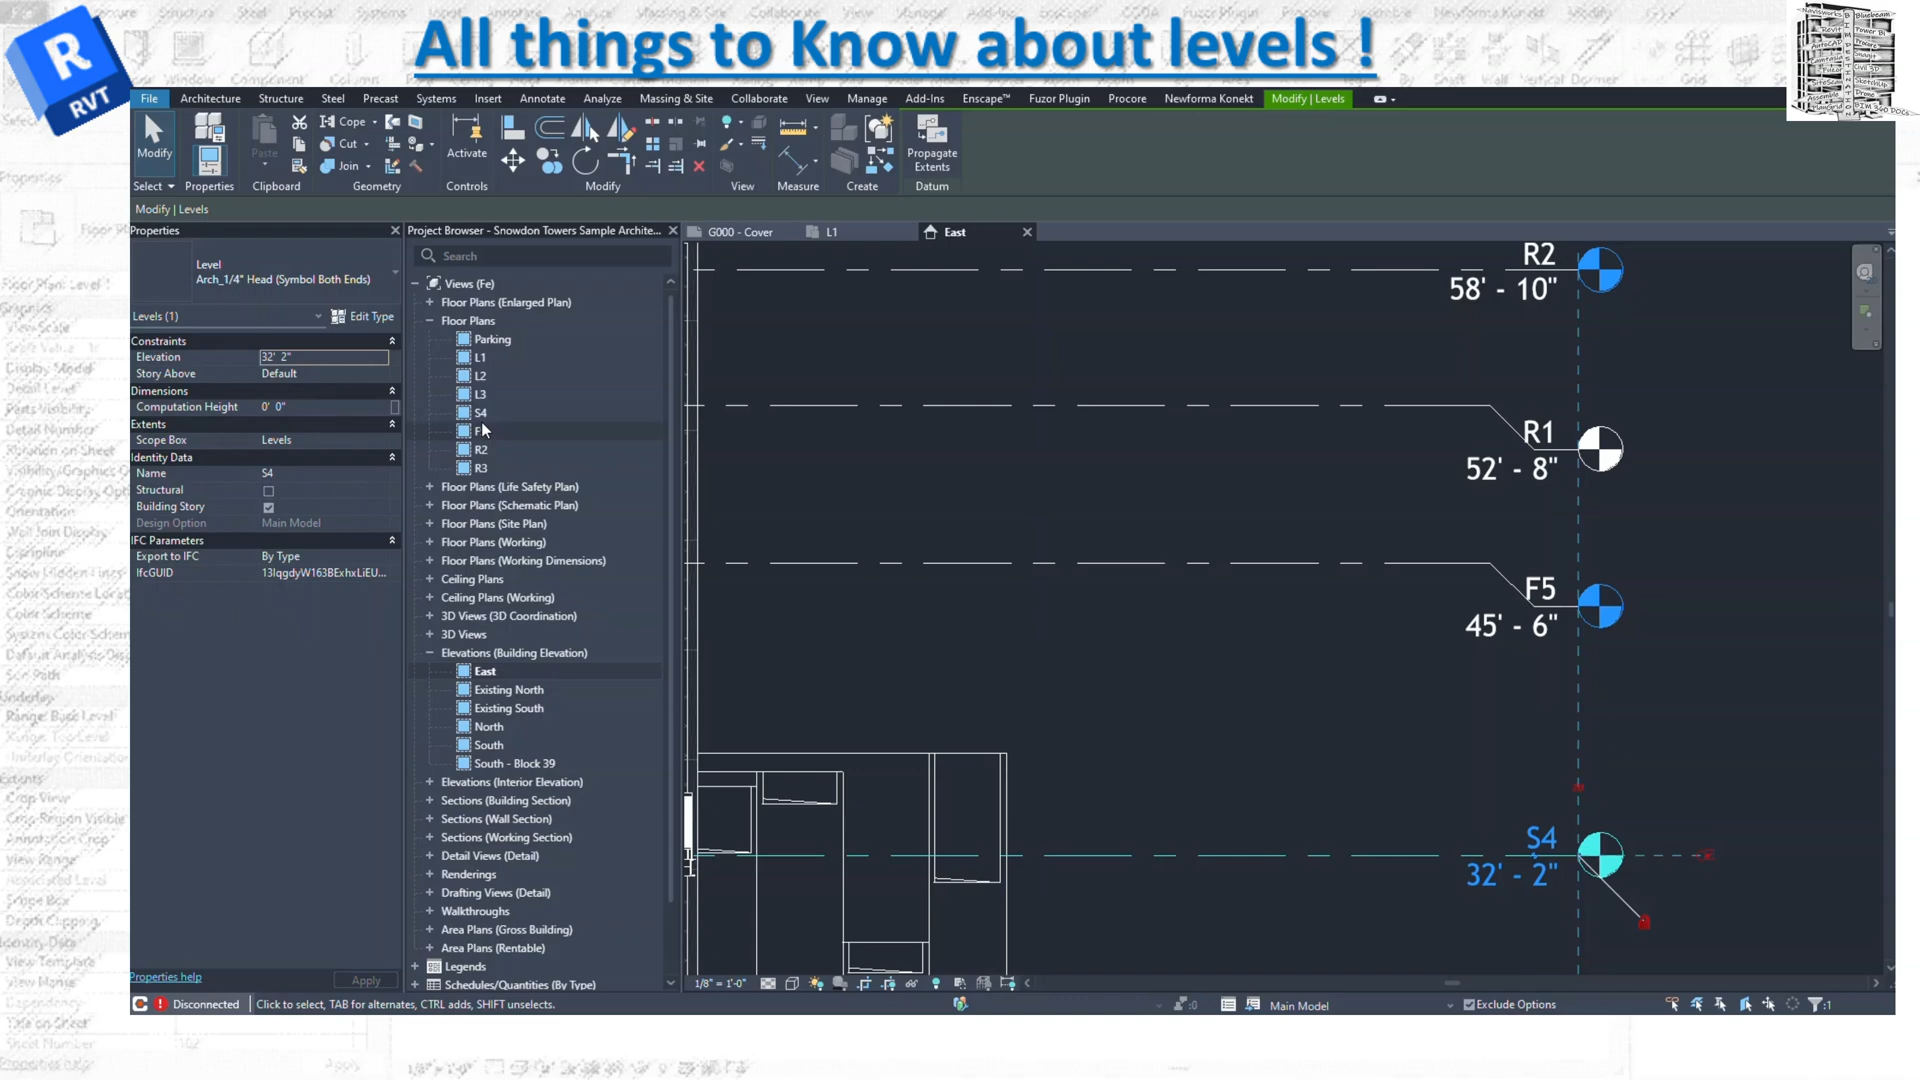 All things to Know about levels !
R
RVT
File Architecture Structure Steel Precast Systems Insert Annotate Analyze Massing & Site Collaborate View Manage Add-Ins Enscape™ Fuzor Plugin Procore Newforma Konekt Modify | Levels
Modify
Paste
Cope
Cut
Join
Activate
Propagate
Extents
Select Properties Clipboard Geometry Controls Modify View Measure Create Datum
Modify | Levels
Properties
Level
Arch_1/4" Head (Symbol Both Ends)
Levels (1)
Edit Type
Constraints
Elevation 32' 2"
Story Above Default
Dimensions
Computation Height 0' 0"
Extents
Scope Box Levels
Identity Data
Name S4
Structural
Building Story
Design Option Main Model
IFC Parameters
Export to IFC By Type
IfcGUID 13IqgdyW163BExhxLiEU...
Properties help
Apply
Project Browser - Snowdon Towers Sample Archite...
Search
Views (Fe)
Floor Plans (Enlarged Plan)
Floor Plans
Parking
L1
L2
L3
S4
R2
R3
Floor Plans (Life Safety Plan)
Floor Plans (Schematic Plan)
Floor Plans (Site Plan)
Floor Plans (Working)
Floor Plans (Working Dimensions)
Ceiling Plans
Ceiling Plans (Working)
3D Views (3D Coordination)
3D Views
Elevations (Building Elevation)
East
Existing North
Existing South
North
South
South - Block 39
Elevations (Interior Elevation)
Sections (Building Section)
Sections (Wall Section)
Sections (Working Section)
Detail Views (Detail)
Renderings
Drafting Views (Detail)
Walkthroughs
Area Plans (Gross Building)
Area Plans (Rentable)
Legends
Schedules/Quantities (By Type)
G000 - Cover
L1
East
R2
58' - 10"
R1
52' - 8"
F5
45' - 6"
S4
32' - 2"
1/8" = 1'-0"
Disconnected
Click to select, TAB for alternates, CTRL adds, SHIFT unselects.
:0
Main Model
Exclude Options
:1